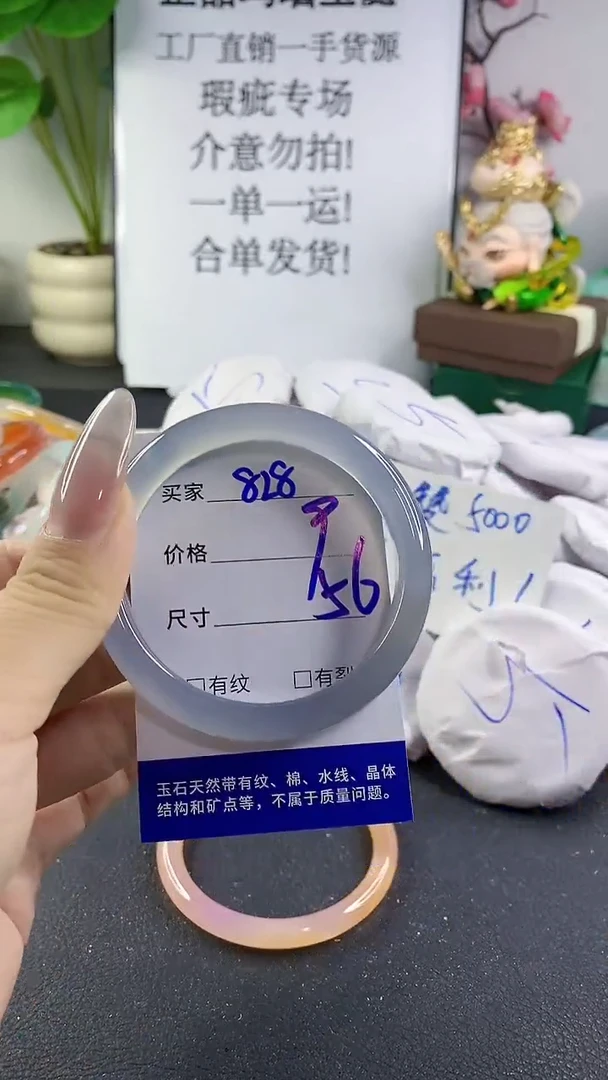 工厂直销一手货源
瑕疵专场
介意勿拍!
一单一运!
合单发货!
买家 828
价格
尺寸 56
□有纹 □有裂
玉石天然带有纹、棉、水线、晶体
结构和矿点等，不属于质量问题。
赞 5000
利!